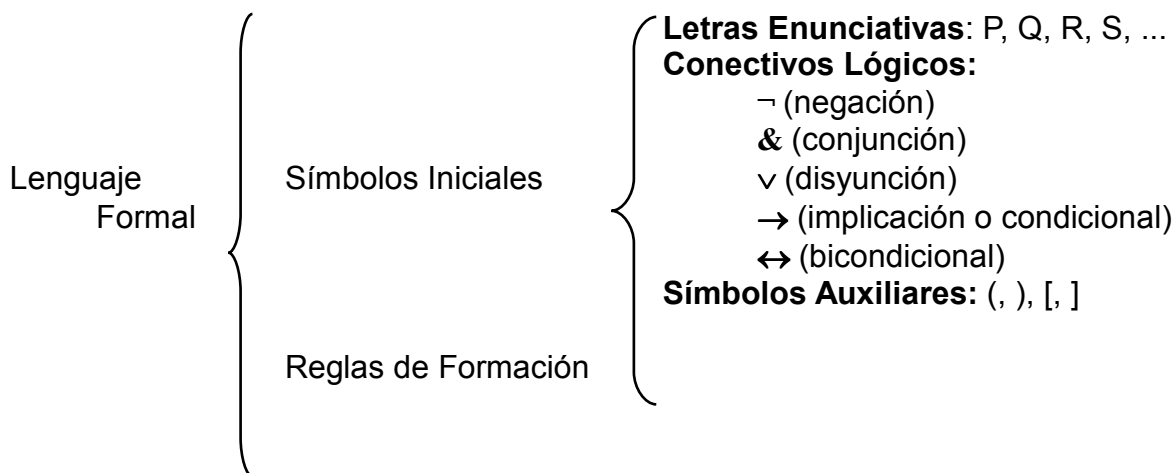 Letras Enunciativas: P, Q, R, S, ...
Conectivos Lógicos:
¬ (negación)
& (conjunción)
∨ (disyunción)
→ (implicación o condicional)
↔ (bicondicional)
Símbolos Auxiliares: (, ), [, ]
Lenguaje
Formal
Símbolos Iniciales
Reglas de Formación